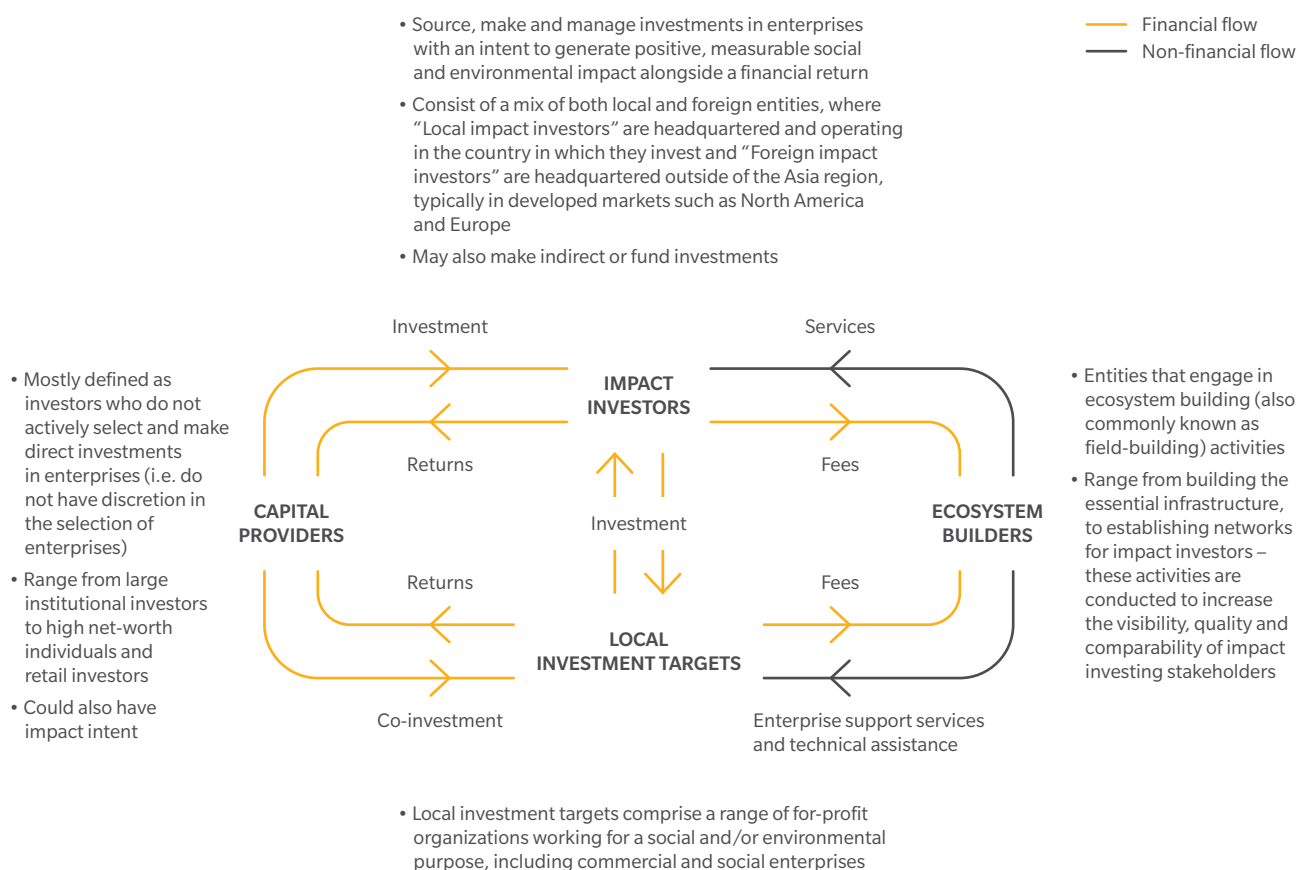 • Source, make and manage investments in enterprises
with an intent to generate positive, measurable social
and environmental impact alongside a financial return
• Consist of a mix of both local and foreign entities, where
“Local impact investors” are headquartered and operating
in the country in which they invest and “Foreign impact
investors” are headquartered outside of the Asia region,
typically in developed markets such as North America
and Europe
• May also make indirect or fund investments
Financial flow
Non-financial flow
Investment
Services
• Mostly defined as
investors who do not
actively select and make
direct investments
in enterprises (i.e. do
not have discretion in
the selection of
enterprises)
• Range from large
institutional investors
to high net-worth
individuals and
retail investors
• Could also have
impact intent
IMPACT
INVESTORS
Returns
Fees
CAPITAL
PROVIDERS
Investment
ECOSYSTEM
BUILDERS
Returns
Fees
LOCAL
INVESTMENT TARGETS
Co-investment
Enterprise support services
and technical assistance
• Entities that engage in
ecosystem building (also
commonly known as
field-building) activities
• Range from building the
essential infrastructure,
to establishing networks
for impact investors –
these activities are
conducted to increase
the visibility, quality and
comparability of impact
investing stakeholders
• Local investment targets comprise a range of for-profit
organizations working for a social and/or environmental
purpose, including commercial and social enterprises